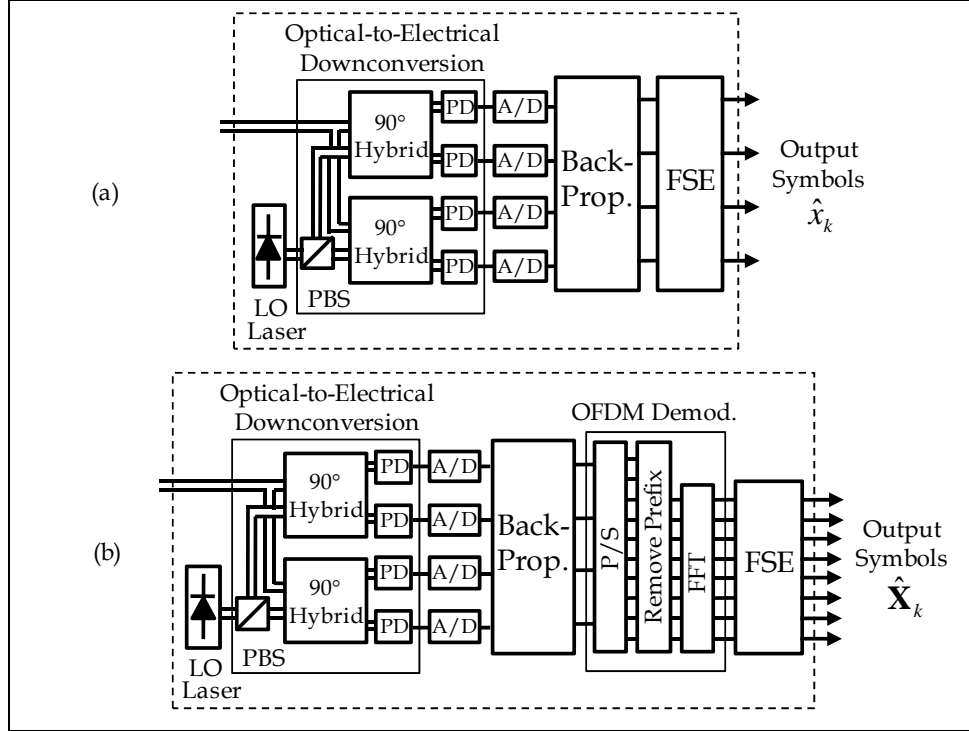 (a)
Optical-to-Electrical
Downconversion
90°
Hybrid
PD
A/D
PD
A/D
90°
Hybrid
PD
A/D
PD
A/D
Back-
Prop.
FSE
Output
Symbols
x̂ₖ
PBS
LO
Laser
(b)
Optical-to-Electrical
Downconversion
90°
Hybrid
PD
A/D
PD
A/D
90°
Hybrid
PD
A/D
PD
A/D
Back-
Prop.
OFDM Demod.
P/S
Remove Prefix
FFT
FSE
Output
Symbols
X̂ₖ
PBS
LO
Laser